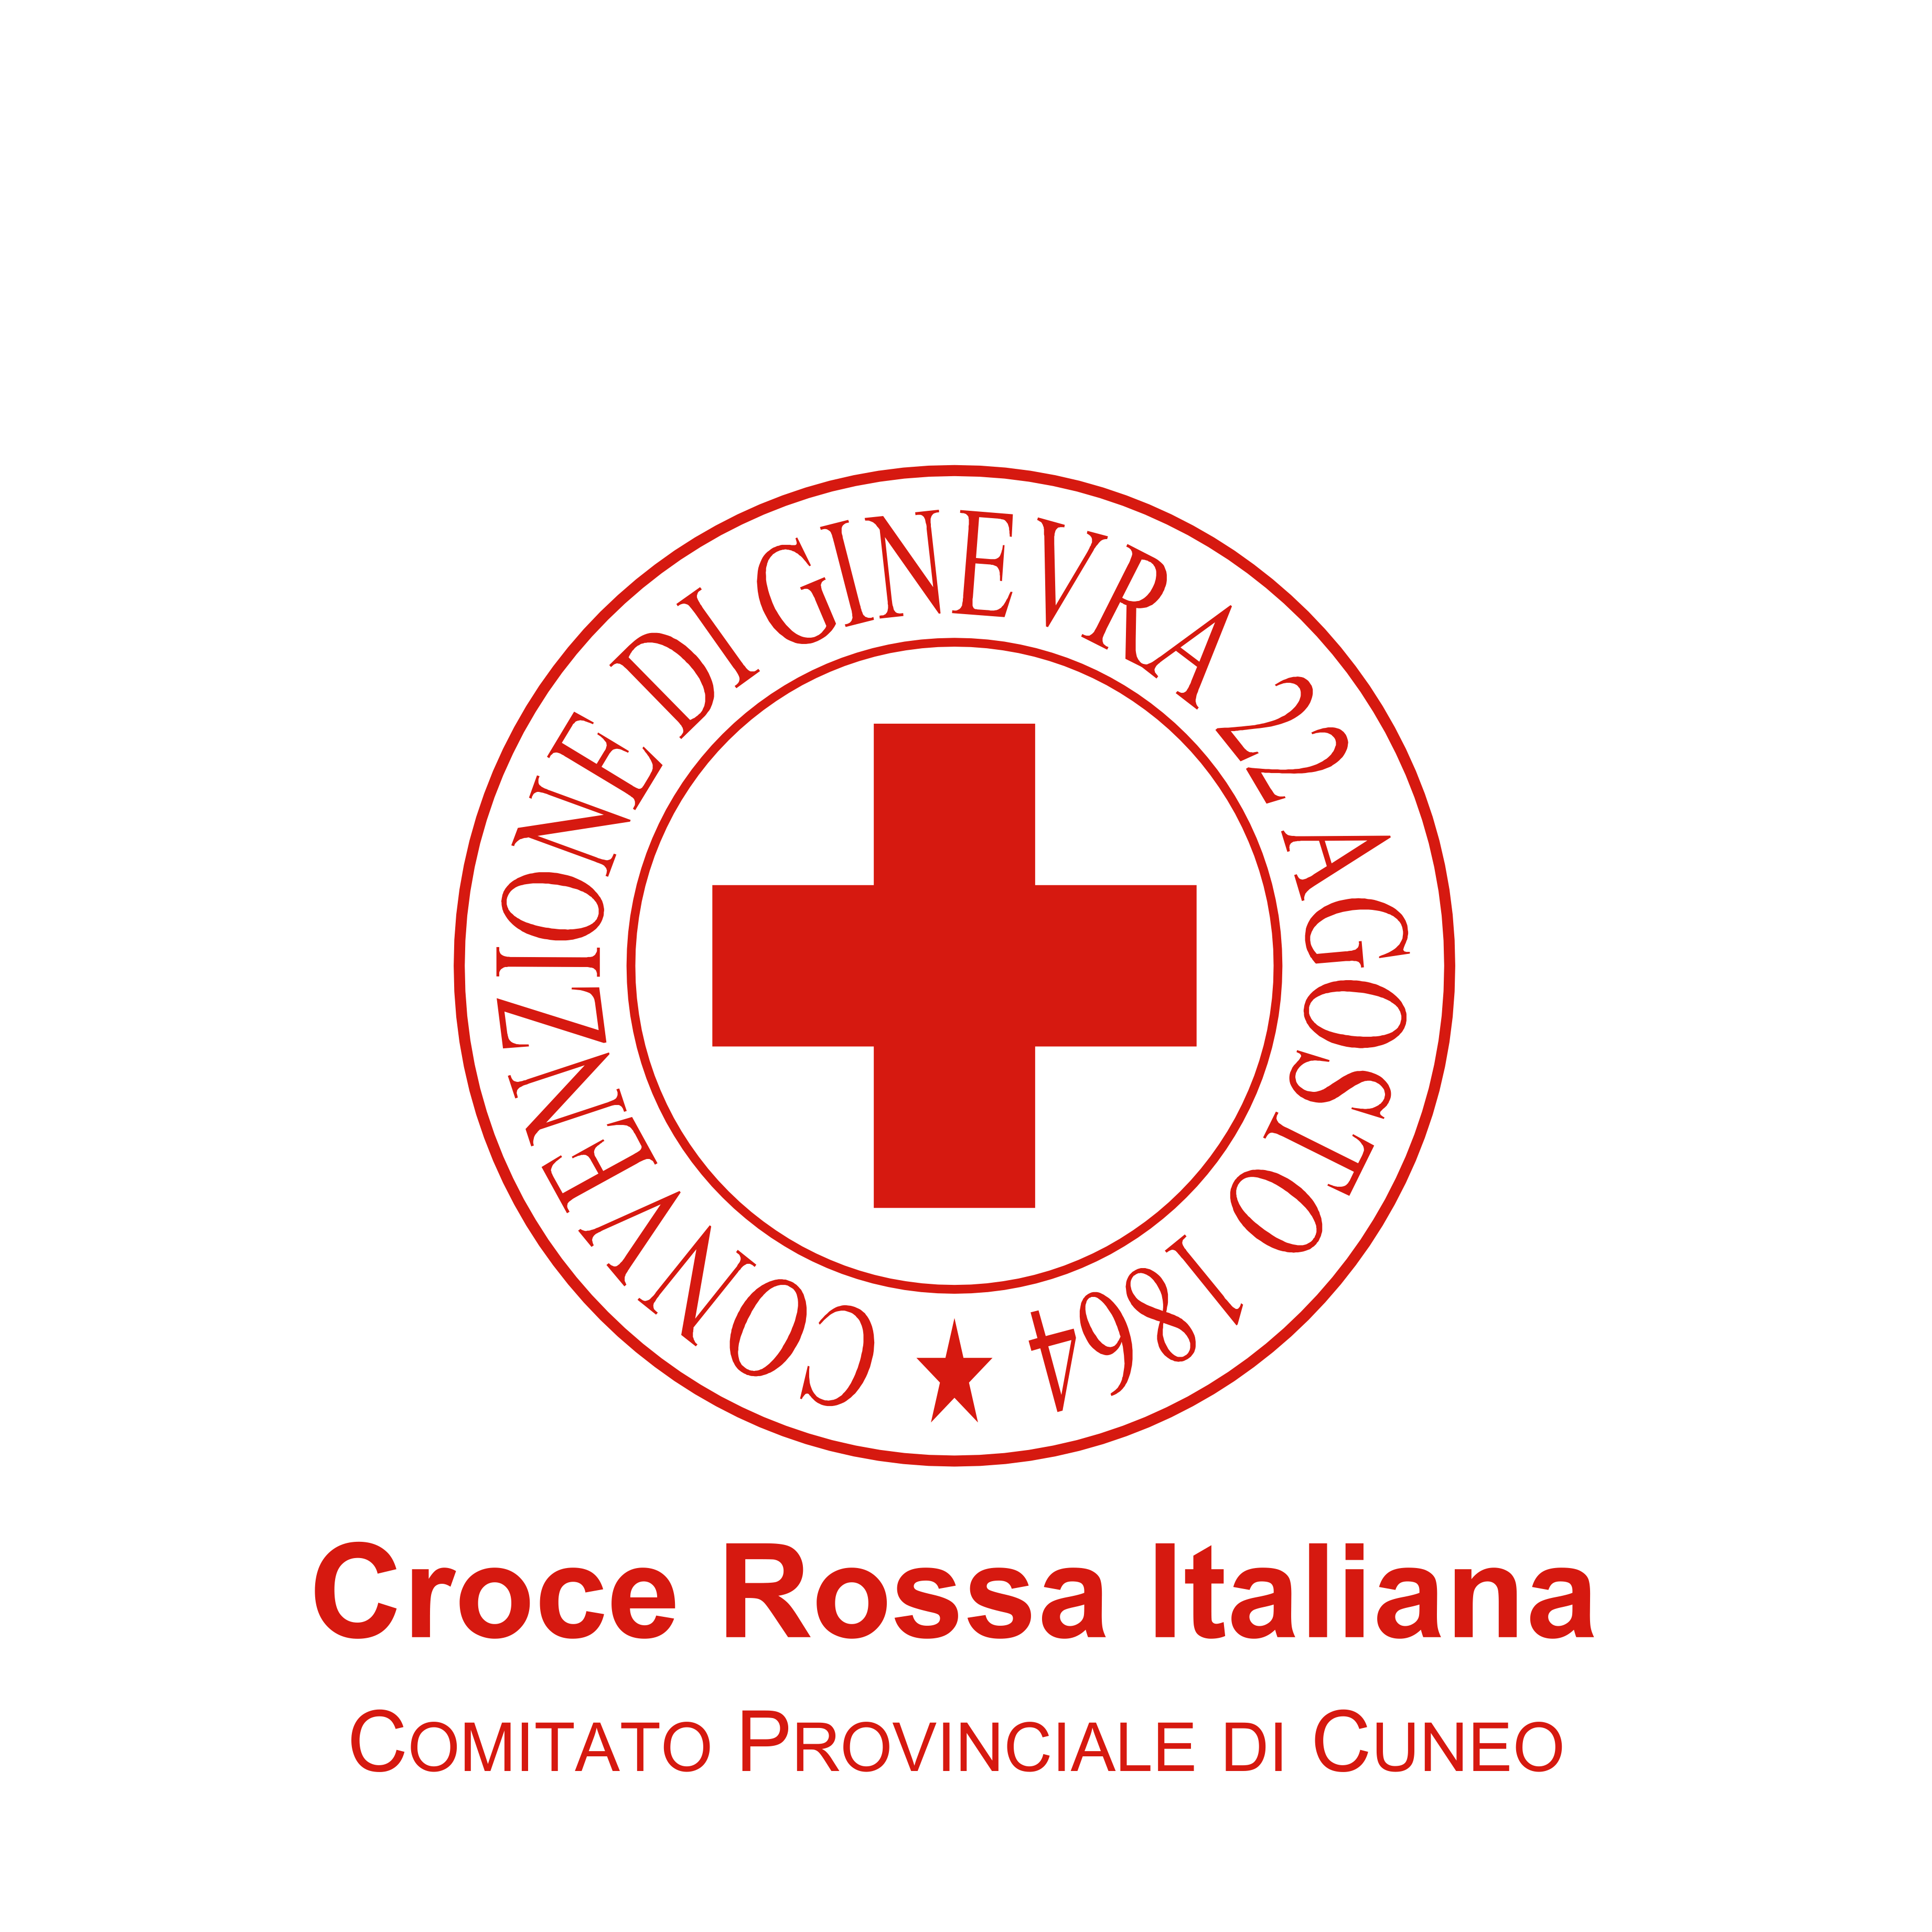 CONVENZIONE DI GINEVRA 22 AGOSTO 1864
Croce Rossa Italiana
COMITATO PROVINCIALE DI CUNEO